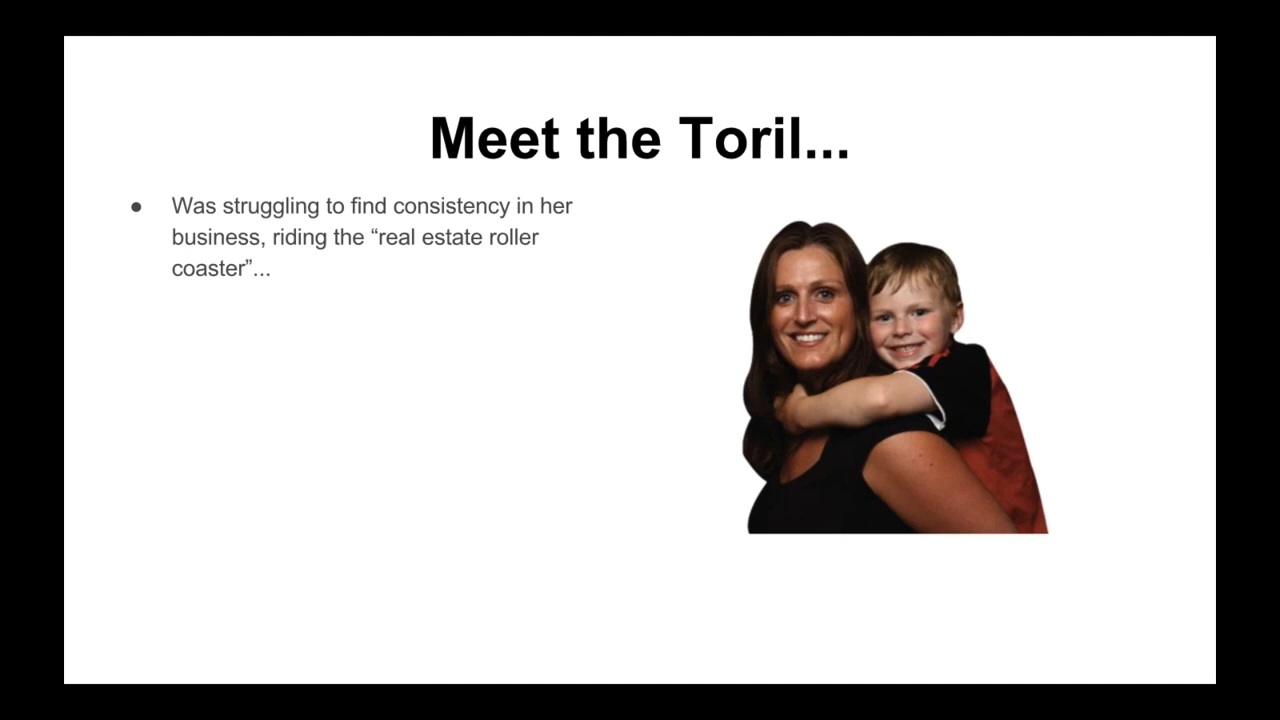 Meet the Toril...
● Was struggling to find consistency in her
business, riding the “real estate roller
coaster”...